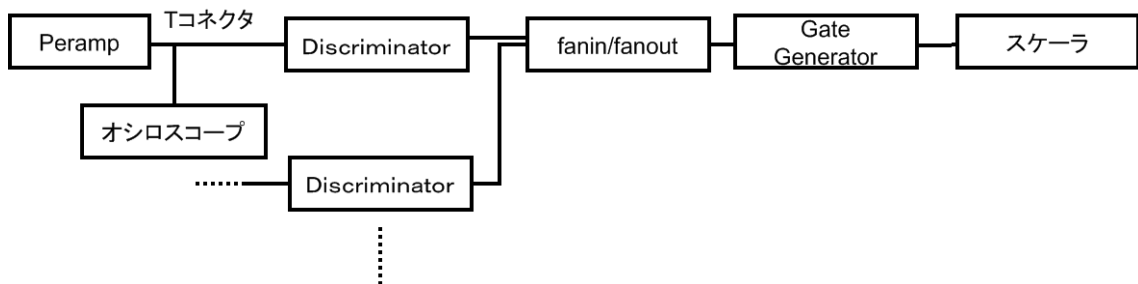 Tコネクタ
Peramp
Discriminator
fanin/fanout
Gate
Generator
スケーラ
オシロスコープ
Discriminator